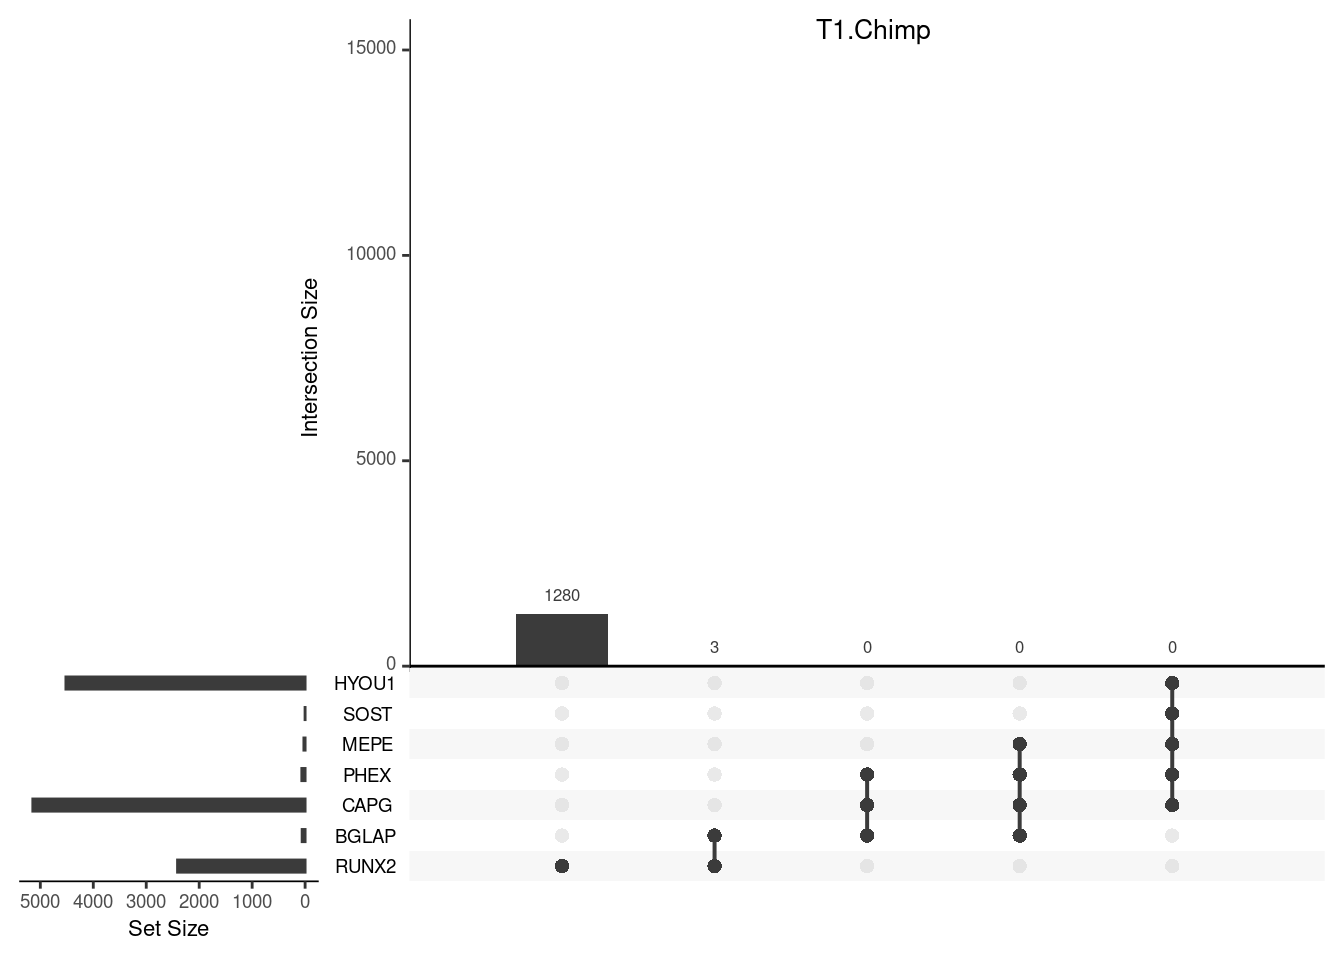 T1.Chimp
15000
10000
5000
0
Intersection Size
1280
3
0
0
0
HYOU1
SOST
MEPE
PHEX
CAPG
BGLAP
RUNX2
5000 4000 3000 2000 1000 0
Set Size